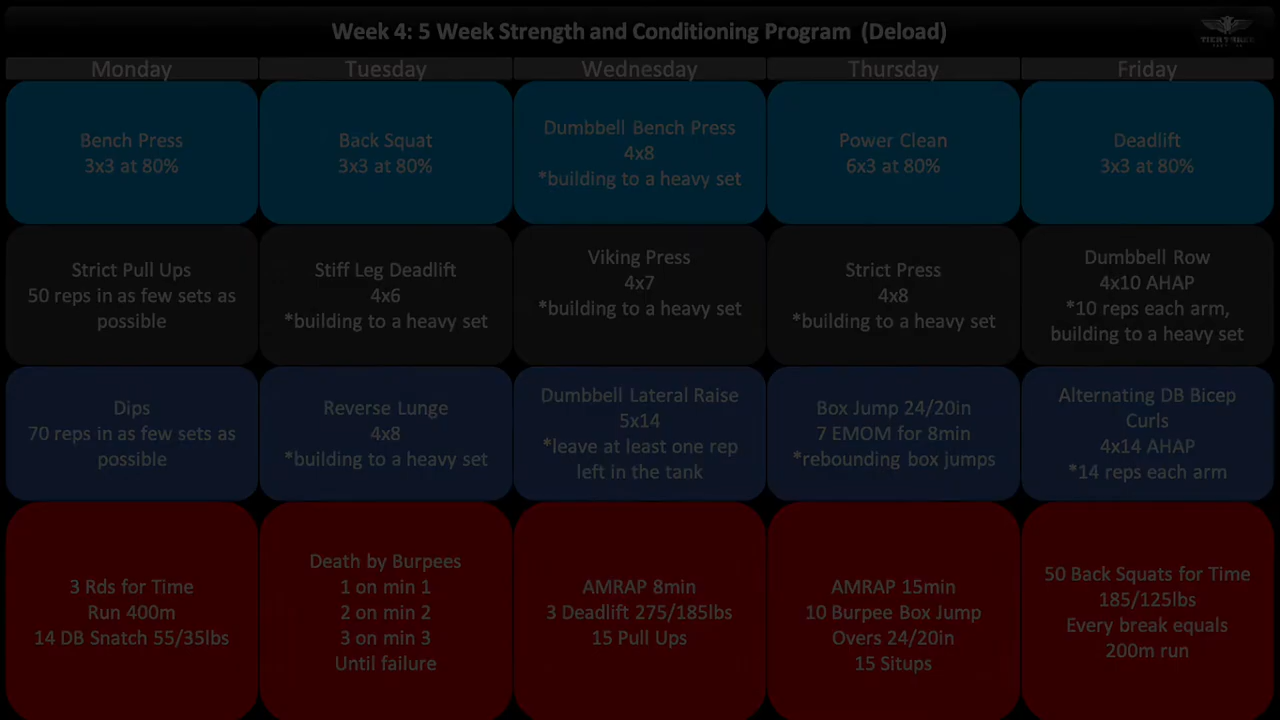 Week 4: 5 Week Strength and Conditioning Program (Deload)
Monday
Tuesday
Wednesday
Thursday
Friday
Bench Press
3x3 at 80%
Back Squat
3x3 at 80%
Dumbbell Bench Press
4x8
*building to a heavy set
Power Clean
6x3 at 80%
Deadlift
3x3 at 80%
Strict Pull Ups
50 reps in as few sets as
possible
Stiff Leg Deadlift
4x6
*building to a heavy set
Viking Press
4x7
*building to a heavy set
Strict Press
4x8
*building to a heavy set
Dumbbell Row
4x10 AHAP
*10 reps each arm,
building to a heavy set
Dips
70 reps in as few sets as
possible
Reverse Lunge
4x8
*building to a heavy set
Dumbbell Lateral Raise
5x14
*leave at least one rep
left in the tank
Box Jump 24/20in
7 EMOM for 8min
*rebounding box jumps
Alternating DB Bicep
Curls
4x14 AHAP
*14 reps each arm
3 Rds for Time
Run 400m
14 DB Snatch 55/35lbs
Death by Burpees
1 on min 1
2 on min 2
3 on min 3
Until failure
AMRAP 8min
3 Deadlift 275/185lbs
15 Pull Ups
AMRAP 15min
10 Burpee Box Jump
Overs 24/20in
15 Situps
50 Back Squats for Time
185/125lbs
Every break equals
200m run